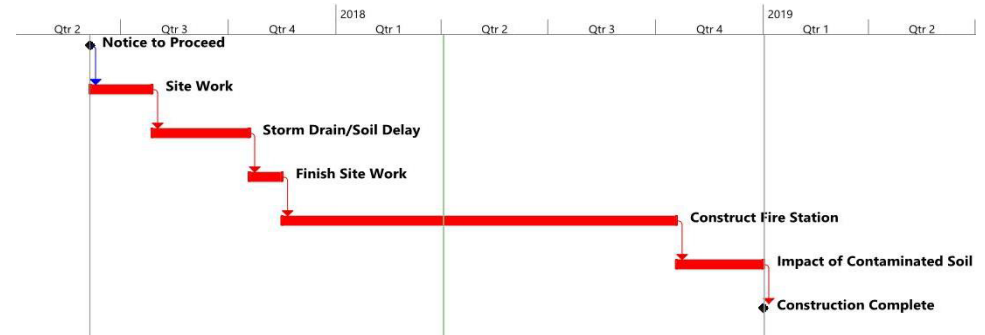 2018 2019
Qtr 2 Qtr 3 Qtr 4 Qtr 1 Qtr 2 Qtr 3 Qtr 4 Qtr 1 Qtr 2
Notice to Proceed
Site Work
Storm Drain/Soil Delay
Finish Site Work
Construct Fire Station
Impact of Contaminated Soil
Construction Complete